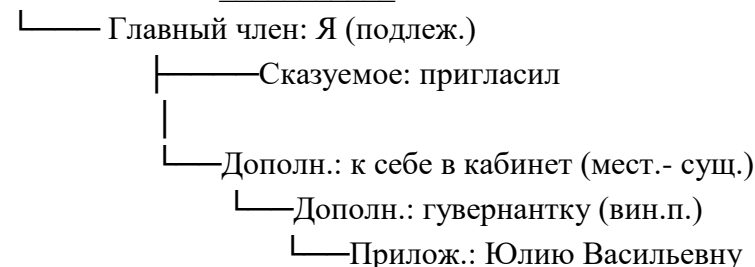 Главный член: Я (подлеж.)
Сказуемое: пригласил
Дополн.: к себе в кабинет (мест.- сущ.)
Дополн.: гувернантку (вин.п.)
Прилож.: Юлию Васильевну